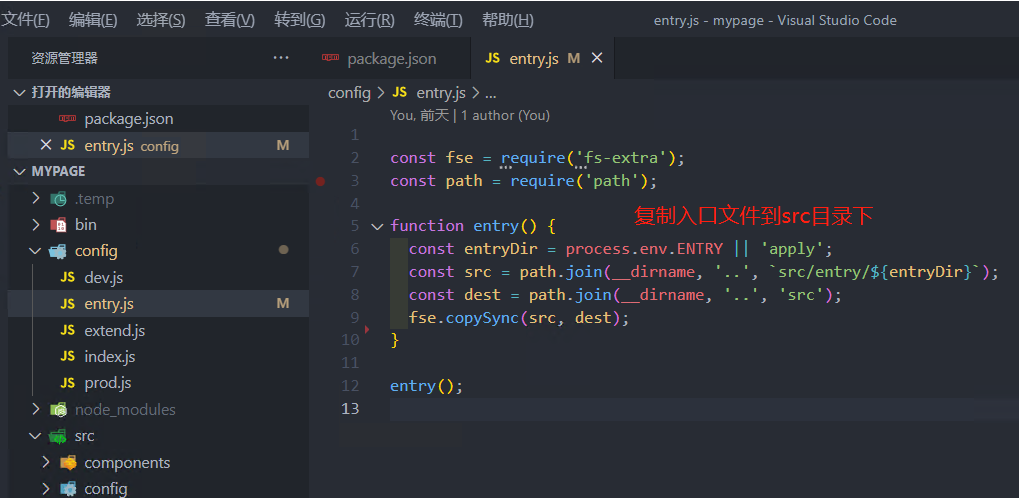 文件(F) 编辑(E) 选择(S) 查看(V) 转到(G) 运行(R) 终端(T) 帮助(H) entry.js - mypage - Visual Studio Code
资源管理器 ···
打开的编辑器
package.json
JS entry.js config M
MYPAGE
.temp
bin
config
JS dev.js
JS entry.js M
JS extend.js
JS index.js
JS prod.js
node_modules
src
components
config
package.json JS entry.js M
config > JS entry.js > ...
You, 前天 | 1 author (You)
1
2 const fse = require('fs-extra');
3 const path = require('path');
4
复制入口文件到src目录下
5 function entry() {
6 const entryDir = process.env.ENTRY || 'apply';
7 const src = path.join(__dirname, '..', `src/entry/${entryDir}`);
8 const dest = path.join(__dirname, '..', 'src');
9 fse.copySync(src, dest);
10 }
11
12 entry();
13